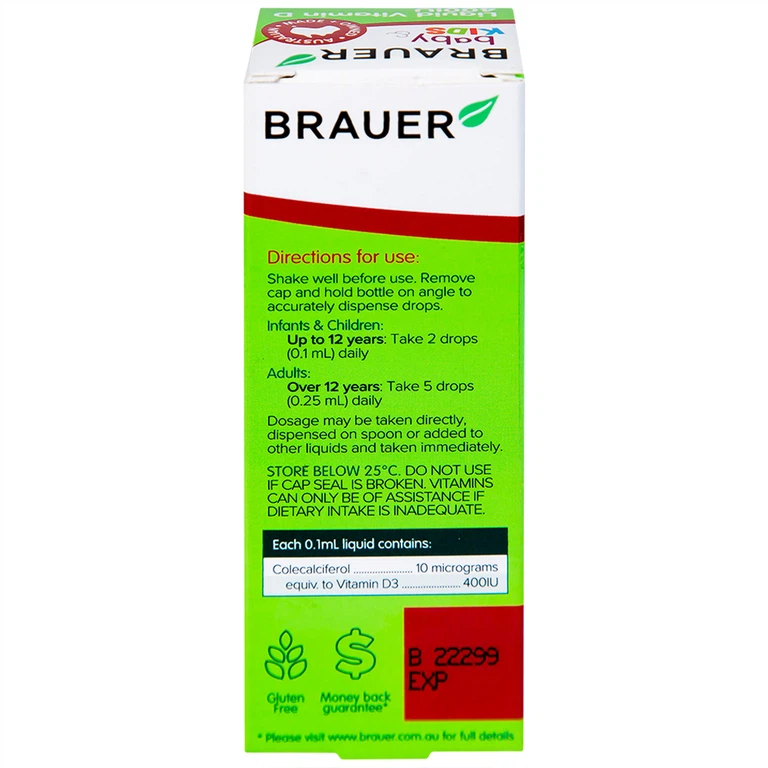 Liquid Vitamin D
400IU
AUSTRALIAN MADE + OWNED
baby &
KIDS
BRAUER
BRAUER
Directions for use:
Shake well before use. Remove
cap and hold bottle on angle to
accurately dispense drops.
Infants & Children:
Up to 12 years: Take 2 drops
(0.1 mL) daily
Adults:
Over 12 years: Take 5 drops
(0.25 mL) daily
Dosage may be taken directly,
dispensed on spoon or added to
other liquids and taken immediately.
STORE BELOW 25°C. DO NOT USE
IF CAP SEAL IS BROKEN. VITAMINS
CAN ONLY BE OF ASSISTANCE IF
DIETARY INTAKE IS INADEQUATE.
Each 0.1mL liquid contains:
Colecalciferol ..................... 10 micrograms
equiv. to Vitamin D3 ..................... 400IU
Gluten
Free
Money back
guarantee*
B 22299
EXP
* Please visit www.brauer.com.au for full details